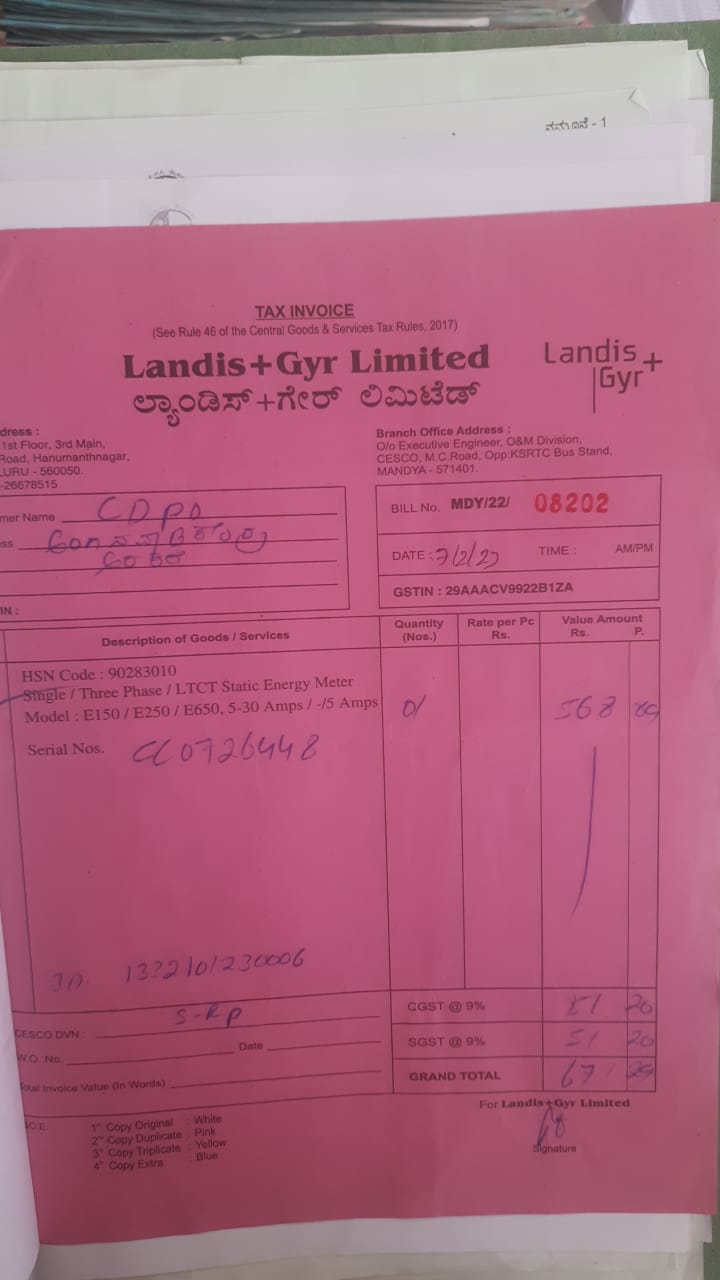 ನಮೂನೆ - 1
TAX INVOICE
(See Rule 46 of the Central Goods & Services Tax Rules, 2017)
Landis+Gyr Limited
ಲ್ಯಾಂಡಿಸ್+ಗೇರ್ ಲಿಮಿಟೆಡ್
Landis+
Gyr
dress :
1st Floor, 3rd Main,
Road, Hanumanthnagar,
URU - 560050.
-26678515
Branch Office Address :
O/o Executive Engineer, O&M Division,
CESCO, M.C.Road, Opp:KSRTC Bus Stand,
MANDYA - 571401.
mer Name CDPO
ss
IN :
BILL No. MDY/22/ 08202
DATE : 7/2/23 TIME : AM/PM
GSTIN : 29AAACV9922B1ZA
Description of Goods / Services Quantity (Nos.) Rate per Pc Rs. Value Amount Rs. P.
HSN Code : 90283010
Single / Three Phase / LTCT Static Energy Meter
Model : E150 / E250 / E650, 5-30 Amps / -/5 Amps 01 568 89
Serial Nos. CC0726448
1322101230006
CESCO DVN : S-RP
W.O. No. Date
Total Invoice Value (In Words) :
CGST @ 9% 51 20
SGST @ 9% 51 20
GRAND TOTAL 671 29
For Landis+Gyr Limited
Signature
.O.E.
1st Copy Original : White
2nd Copy Duplicate : Pink
3rd Copy Triplicate : Yellow
4th Copy Extra : Blue